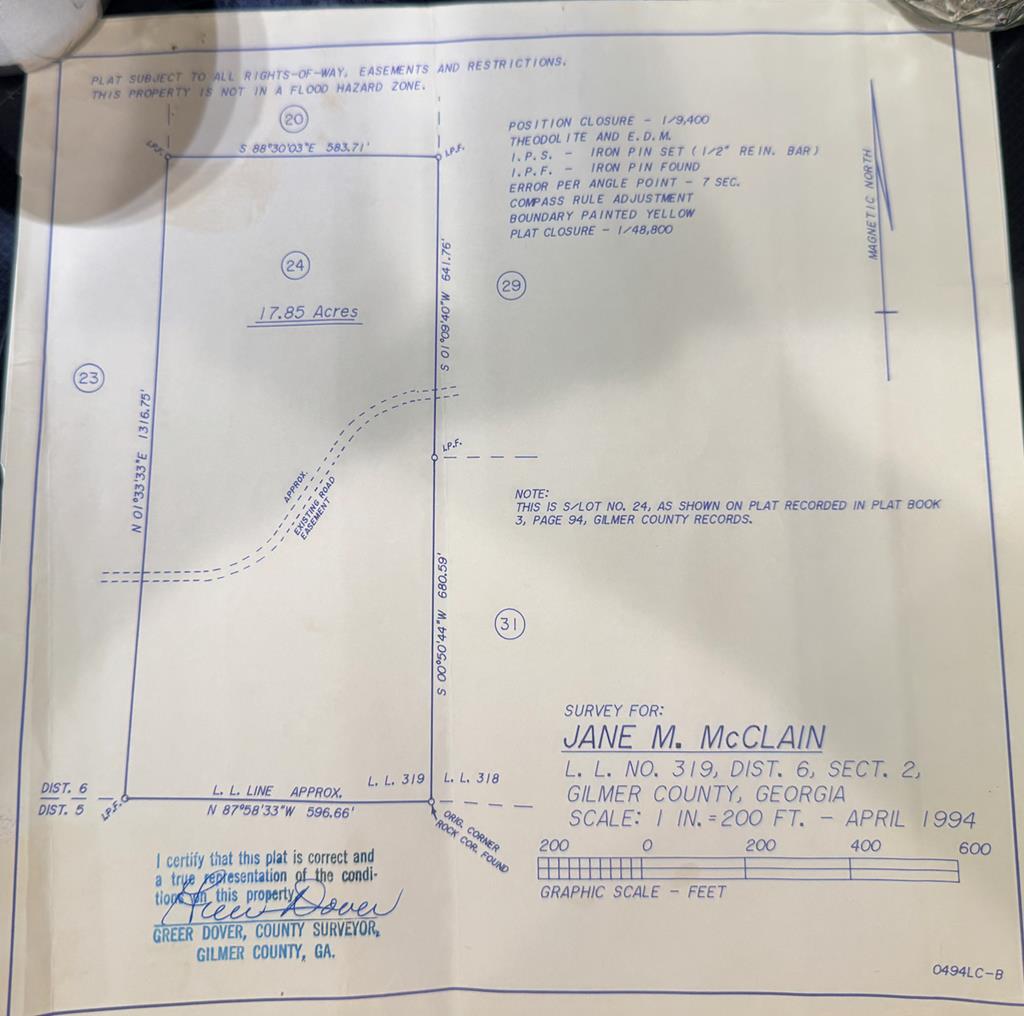 PLAT SUBJECT TO ALL RIGHTS-OF-WAY, EASEMENTS AND RESTRICTIONS.
THIS PROPERTY IS NOT IN A FLOOD HAZARD ZONE.
20
I.P.F.
S 88°30'03"E 583.71'
I.P.F.
POSITION CLOSURE - 1/9,400
THEODOLITE AND E.D.M.
I.P.S. - IRON PIN SET (1/2" REIN. BAR)
I.P.F. - IRON PIN FOUND
ERROR PER ANGLE POINT - 7 SEC.
COMPASS RULE ADJUSTMENT
BOUNDARY PAINTED YELLOW
PLAT CLOSURE - 1/48,800
MAGNETIC NORTH
24
17.85 Acres
S 01°09'40"W 641.76'
29
23
N 01°33'33"E 1316.75'
I.P.F.
APPROX.
EXISTING ROAD
EASEMENT
NOTE:
THIS IS S/LOT NO. 24, AS SHOWN ON PLAT RECORDED IN PLAT BOOK
3, PAGE 94, GILMER COUNTY RECORDS.
S 00°50'44"W 680.59'
31
SURVEY FOR:
JANE M. McCLAIN
L. L. NO. 319, DIST. 6, SECT. 2,
GILMER COUNTY, GEORGIA
SCALE: 1 IN.=200 FT. - APRIL 1994
200 0 200 400 600
GRAPHIC SCALE - FEET
L. L. 319 L. L. 318
DIST. 6
DIST. 5
I.P.F.
L. L. LINE APPROX.
N 87°58'33"W 596.66'
ORIG. CORNER
ROCK COR. FOUND
I certify that this plat is correct and
a true representation of the condi-
tions on this property
Greer Dover
GREER DOVER, COUNTY SURVEYOR,
GILMER COUNTY, GA.
0494LC-B